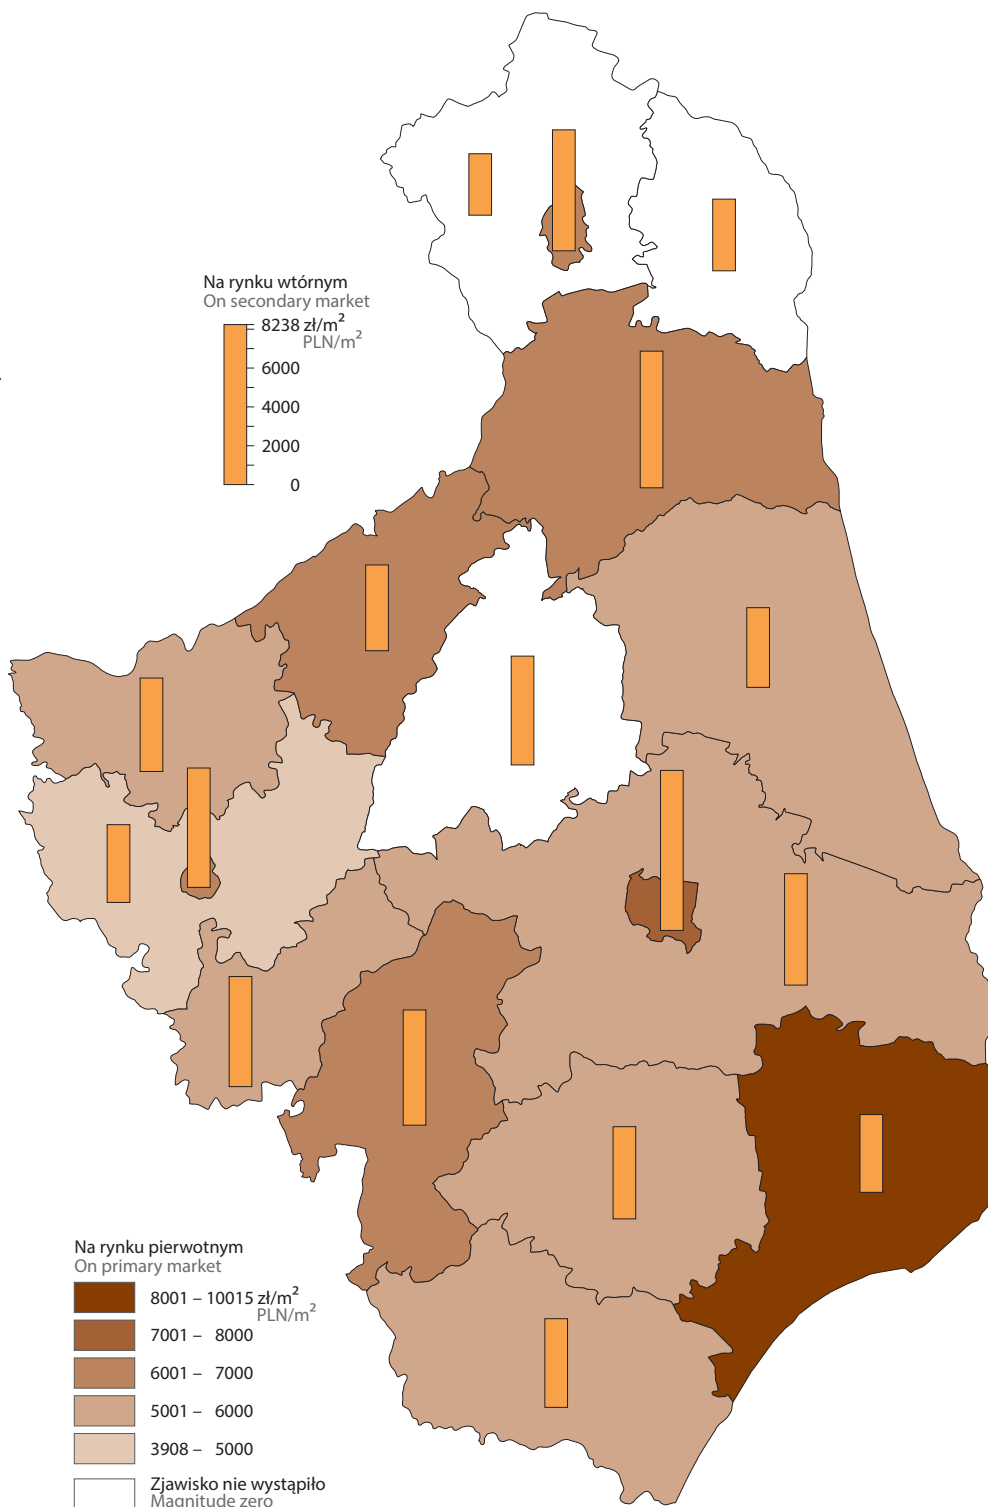 Na rynku wtórnym
On secondary market
8238 zł/m²
PLN/m²
6000
4000
2000
0
Na rynku pierwotnym
On primary market
8001 – 10015 zł/m²
PLN/m²
7001 – 8000
6001 – 7000
5001 – 6000
3908 – 5000
Zjawisko nie wystąpiło
Magnitude zero